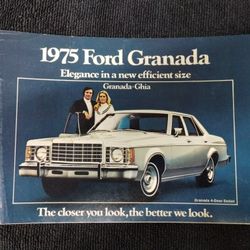 1975 Ford Granada
Elegance in a new efficient size
Granada-Ghia
Granada 4-Door Sedan
The closer you look, the better we look.